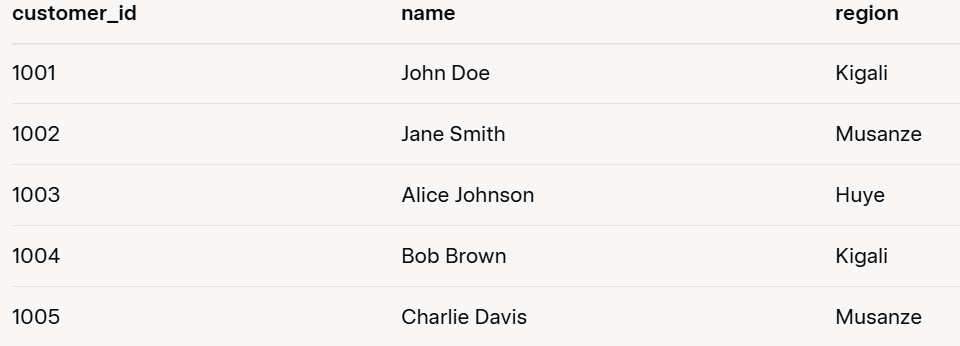 customer_id name region
1001 John Doe Kigali
1002 Jane Smith Musanze
1003 Alice Johnson Huye
1004 Bob Brown Kigali
1005 Charlie Davis Musanze